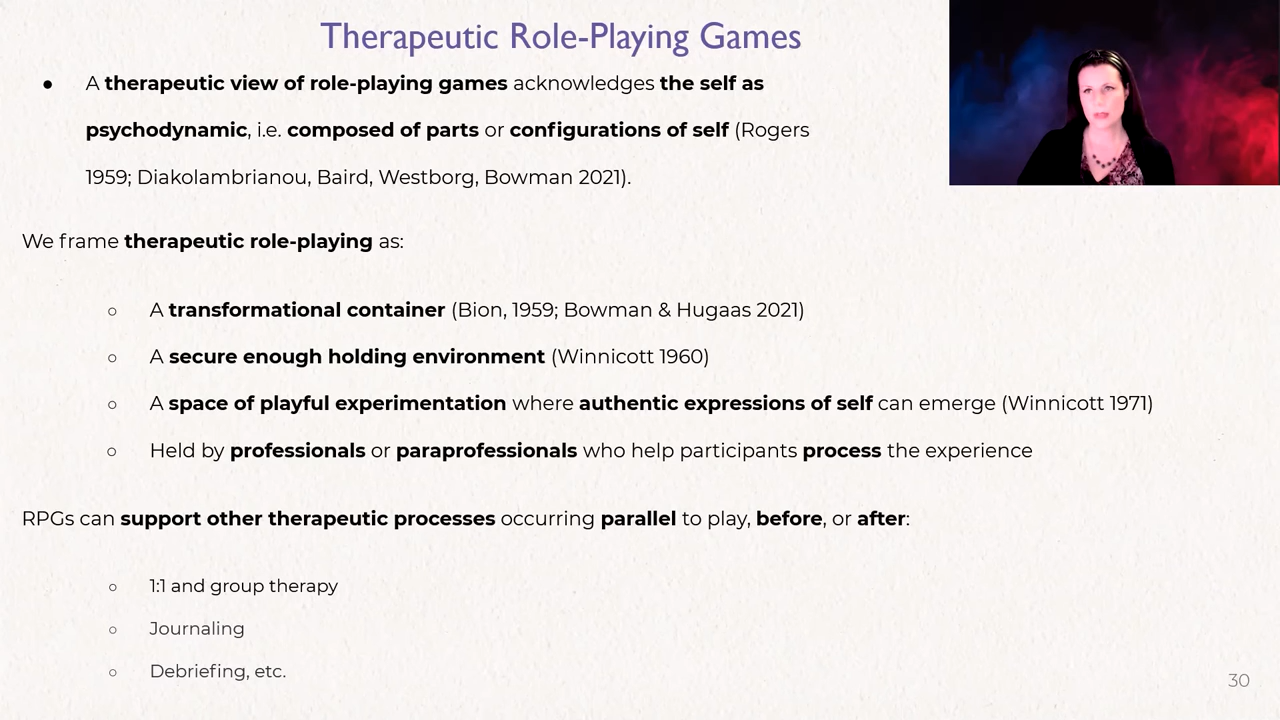 Therapeutic Role-Playing Games
● A therapeutic view of role-playing games acknowledges the self as
psychodynamic, i.e. composed of parts or configurations of self (Rogers
1959; Diakolambrianou, Baird, Westborg, Bowman 2021).
We frame therapeutic role-playing as:
○ A transformational container (Bion, 1959; Bowman & Hugaas 2021)
○ A secure enough holding environment (Winnicott 1960)
○ A space of playful experimentation where authentic expressions of self can emerge (Winnicott 1971)
○ Held by professionals or paraprofessionals who help participants process the experience
RPGs can support other therapeutic processes occurring parallel to play, before, or after:
○ 1:1 and group therapy
○ Journaling
○ Debriefing, etc.
30